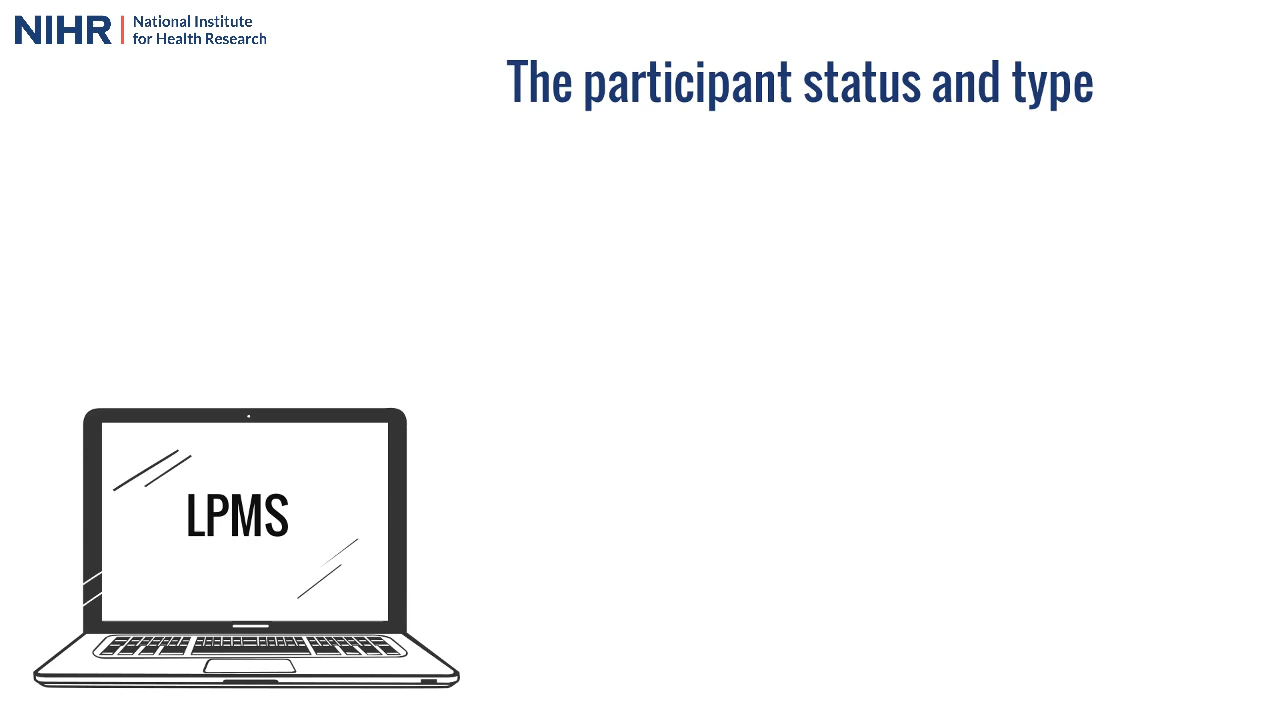 NIHR | National Institute
for Health Research
The participant status and type
LPMS